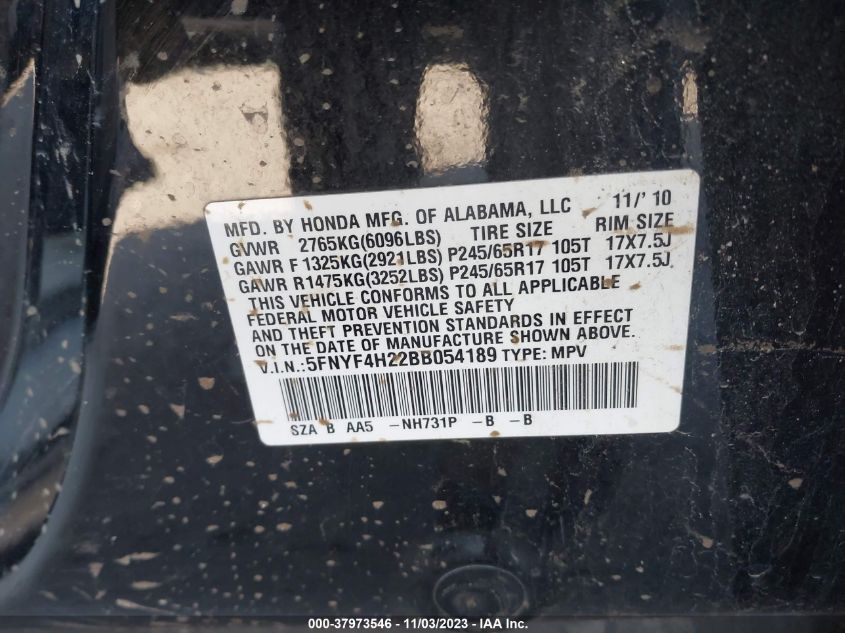 MFD. BY HONDA MFG. OF ALABAMA, LLC 11/' 10
GVWR 2765KG(6096LBS) TIRE SIZE RIM SIZE
GAWR F 1325KG(2921LBS) P245/65R17 105T 17X7.5J
GAWR R1475KG(3252LBS) P245/65R17 105T 17X7.5J
THIS VEHICLE CONFORMS TO ALL APPLICABLE
FEDERAL MOTOR VEHICLE SAFETY
AND THEFT PREVENTION STANDARDS IN EFFECT
ON THE DATE OF MANUFACTURE SHOWN ABOVE.
V.I.N.:5FNYF4H22BB054189 TYPE: MPV
SZA B AA5 -NH731P -B -B
000-37973546 — 11/03/2023 — IAA Inc.